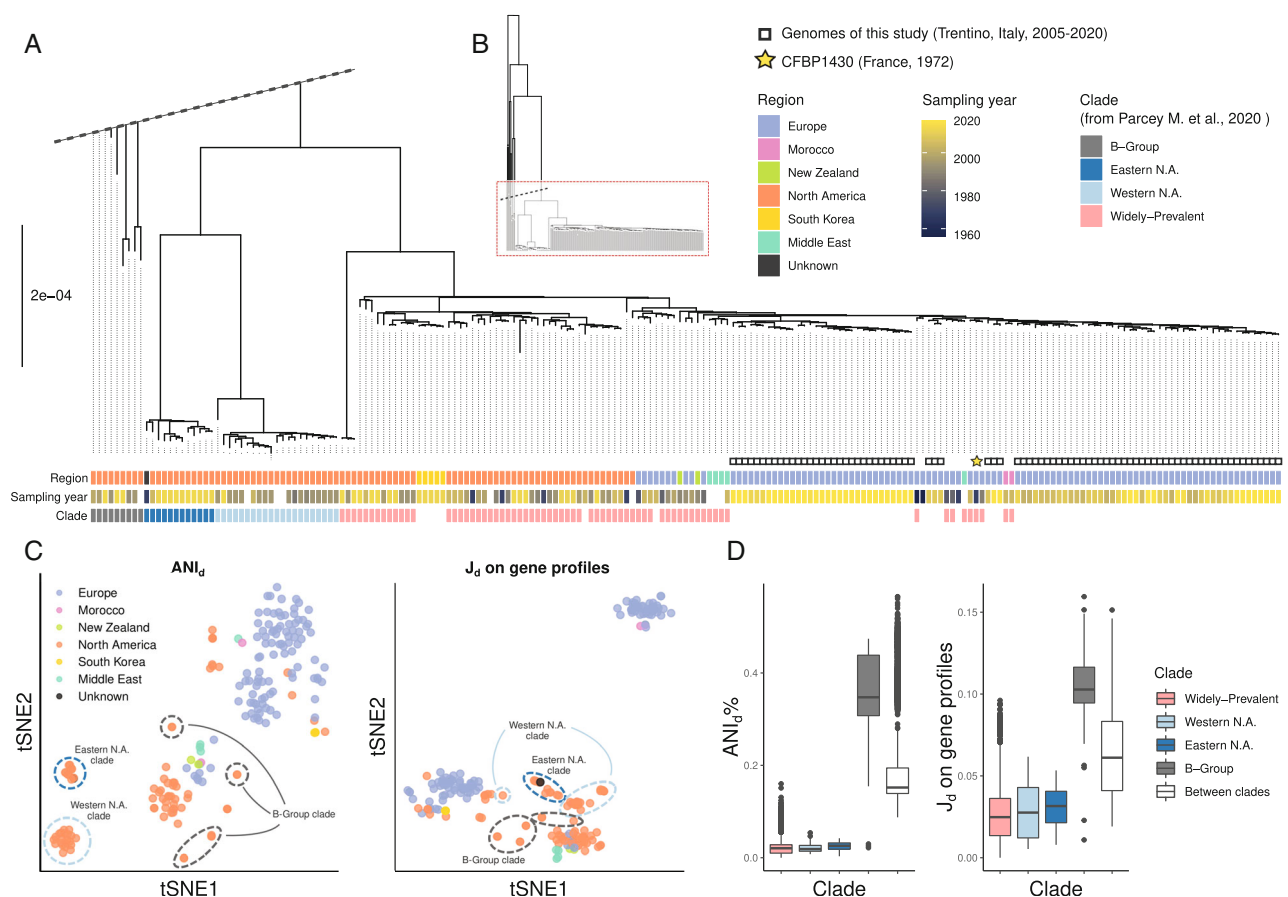 A
B
Genomes of this study (Trentino, Italy, 2005-2020)
CFBP1430 (France, 1972)
Region
Europe
Morocco
New Zealand
North America
South Korea
Middle East
Unknown
Sampling year
2020
2000
1980
1960
Clade
(from Parcey M. et al., 2020 )
B−Group
Eastern N.A.
Western N.A.
Widely−Prevalent
2e−04
Region
Sampling year
Clade
C
ANId
Europe
Morocco
New Zealand
North America
South Korea
Middle East
Unknown
Eastern N.A.
clade
Western N.A.
clade
B-Group clade
tSNE2
tSNE1
Jd on gene profiles
Western N.A.
clade
Eastern N.A.
clade
B-Group clade
tSNE2
tSNE1
D
ANId%
0.4
0.2
0.0
Clade
Jd on gene profiles
0.15
0.10
0.05
0.00
Clade
Clade
Widely−Prevalent
Western N.A.
Eastern N.A.
B−Group
Between clades